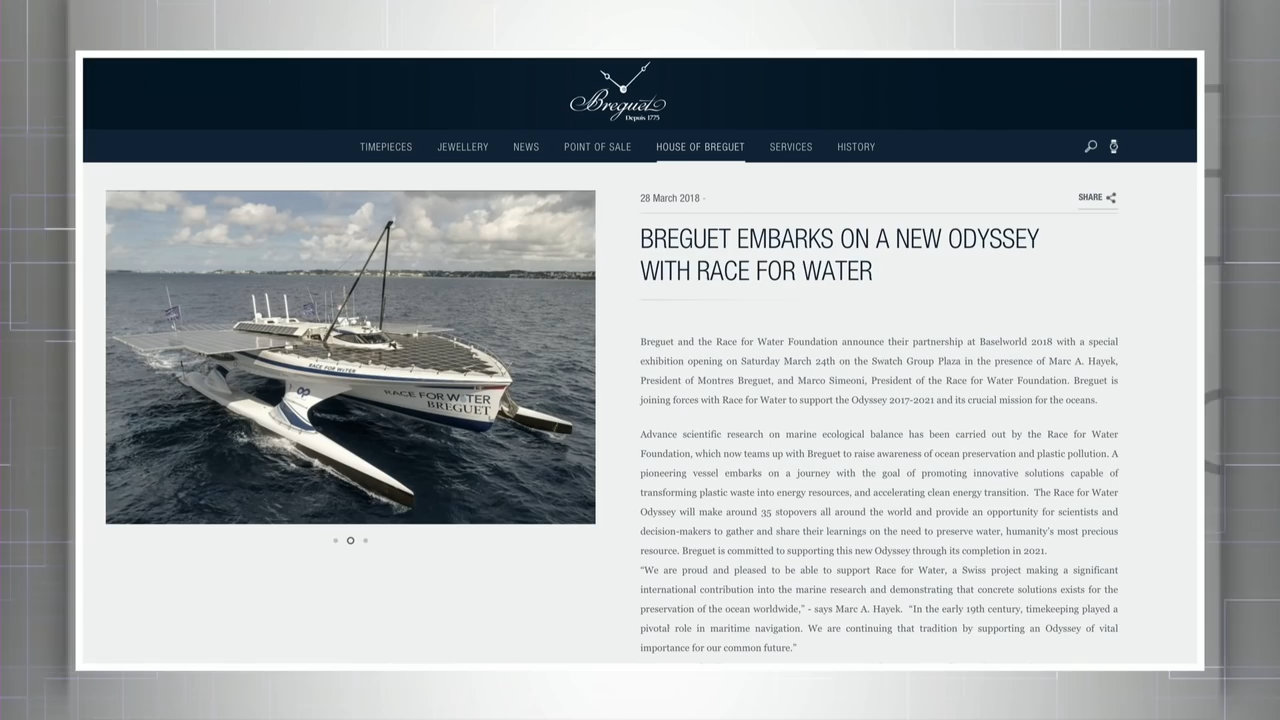 Breguet
Depuis 1775
TIMEPIECES JEWELLERY NEWS POINT OF SALE HOUSE OF BREGUET SERVICES HISTORY
28 March 2018 -
SHARE
BREGUET EMBARKS ON A NEW ODYSSEY
WITH RACE FOR WATER
RACE FOR WATER
RACE FOR WATER
BREGUET
Breguet and the Race for Water Foundation announce their partnership at Baselworld 2018 with a special
exhibition opening on Saturday March 24th on the Swatch Group Plaza in the presence of Marc A. Hayek,
President of Montres Breguet, and Marco Simeoni, President of the Race for Water Foundation. Breguet is
joining forces with Race for Water to support the Odyssey 2017-2021 and its crucial mission for the oceans.
Advance scientific research on marine ecological balance has been carried out by the Race for Water
Foundation, which now teams up with Breguet to raise awareness of ocean preservation and plastic pollution. A
pioneering vessel embarks on a journey with the goal of promoting innovative solutions capable of
transforming plastic waste into energy resources, and accelerating clean energy transition. The Race for Water
Odyssey will make around 35 stopovers all around the world and provide an opportunity for scientists and
decision-makers to gather and share their learnings on the need to preserve water, humanity's most precious
resource. Breguet is committed to supporting this new Odyssey through its completion in 2021.
“We are proud and pleased to be able to support Race for Water, a Swiss project making a significant
international contribution into the marine research and demonstrating that concrete solutions exists for the
preservation of the ocean worldwide,” - says Marc A. Hayek. “In the early 19th century, timekeeping played a
pivotal role in maritime navigation. We are continuing that tradition by supporting an Odyssey of vital
importance for our common future.”